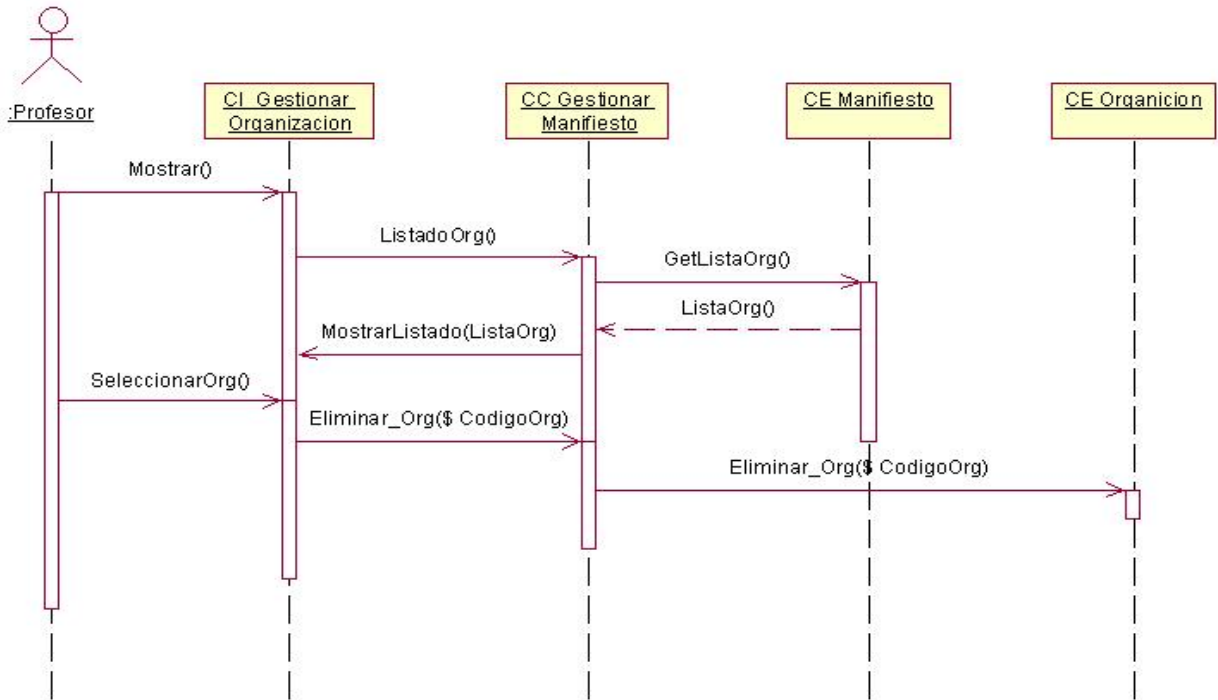 :Profesor
CI Gestionar
Organizacion
CC Gestionar
Manifiesto
CE Manifiesto
CE Organicion
Mostrar()
ListadoOrg()
GetListaOrg()
ListaOrg()
MostrarListado(ListaOrg)
SeleccionarOrg()
Eliminar_Org($ CodigoOrg)
Eliminar_Org($ CodigoOrg)